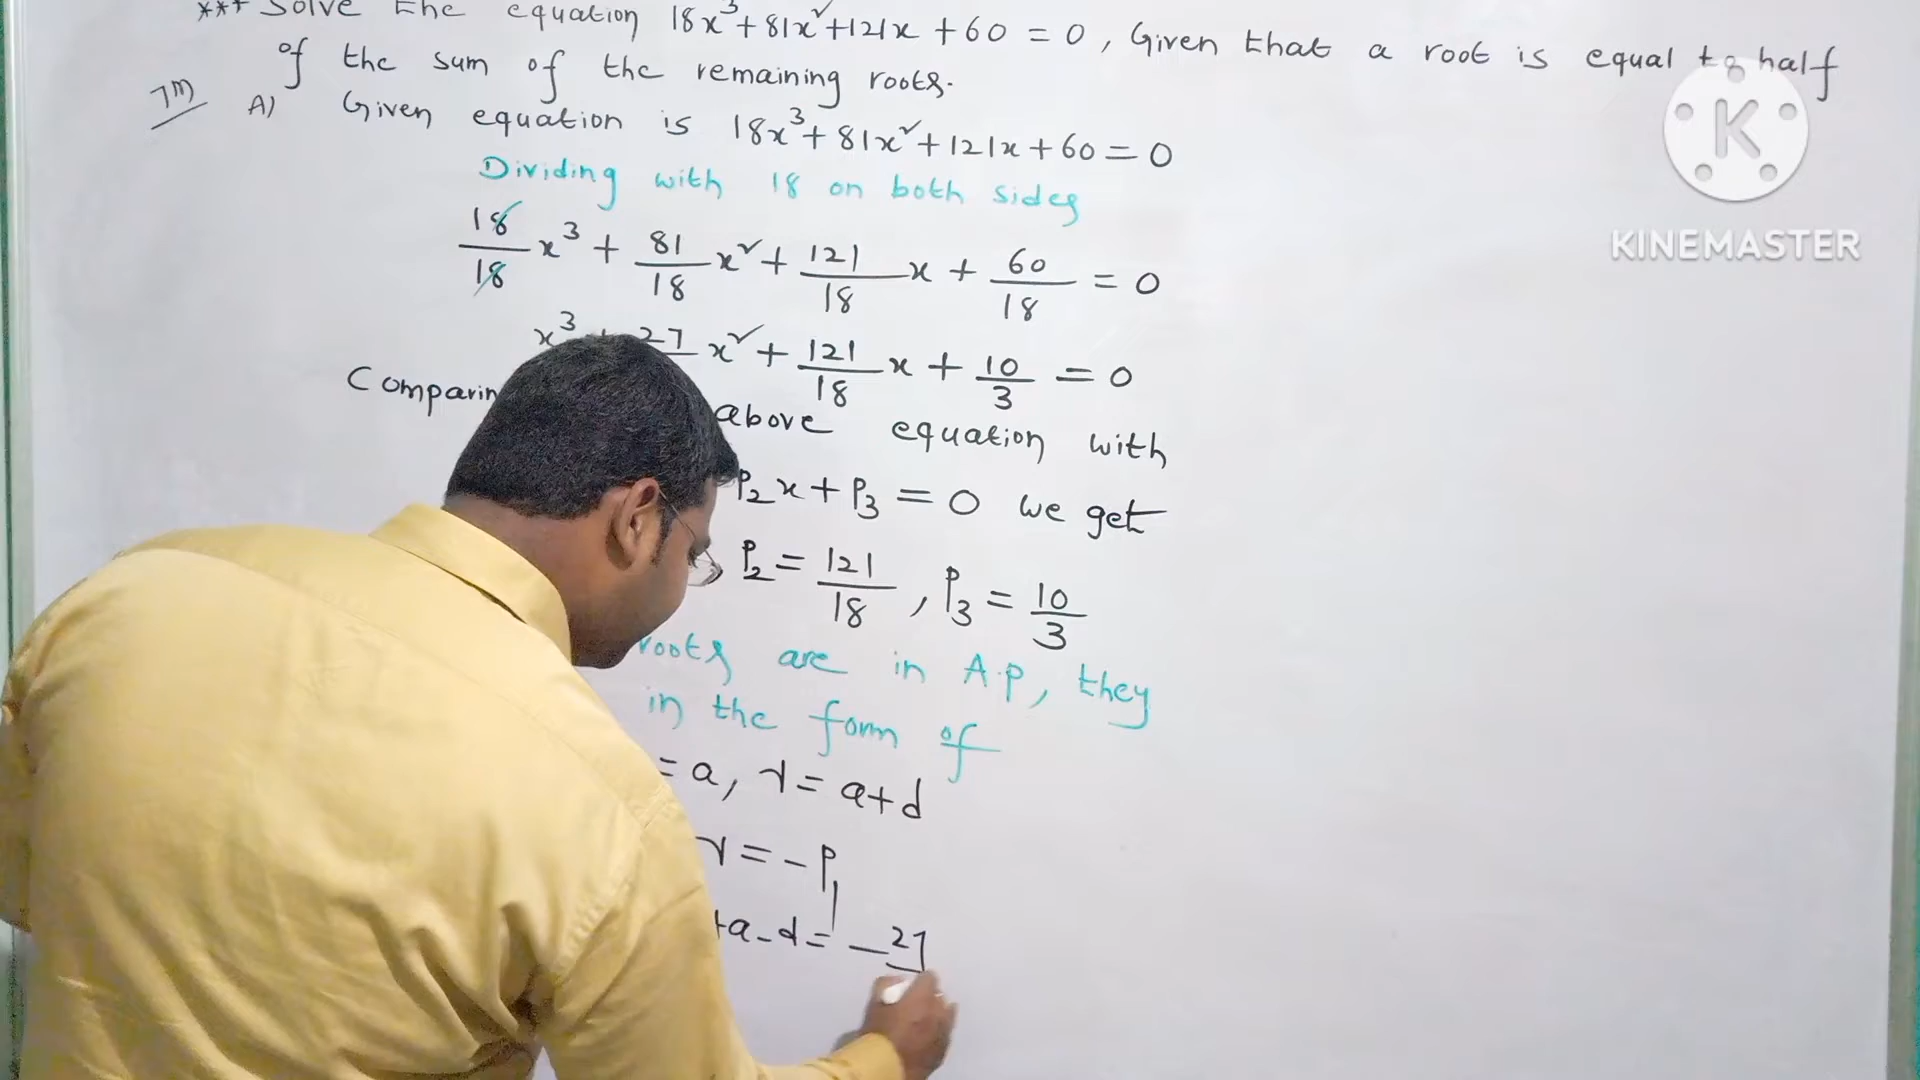 *** Solve the equation 18x³+81x²+121x+60=0, Given that a root is equal to half
of the sum of the remaining roots.
7M
A) Given equation is 18x³+81x²+121x+60=0
Dividing with 18 on both sides
18/18 x³ + 81/18 x² + 121/18 x + 60/18 = 0
x³ + 27 x² + 121/18 x + 10/3 = 0
Comparin above equation with
P₂x+P₃=0 we get
, P₂ = 121/18, P₃ = 10/3
roots are in A.P, they
in the form of
= a, γ = a+d
γ = -P₁
+a-d = -27
K
KINEMASTER